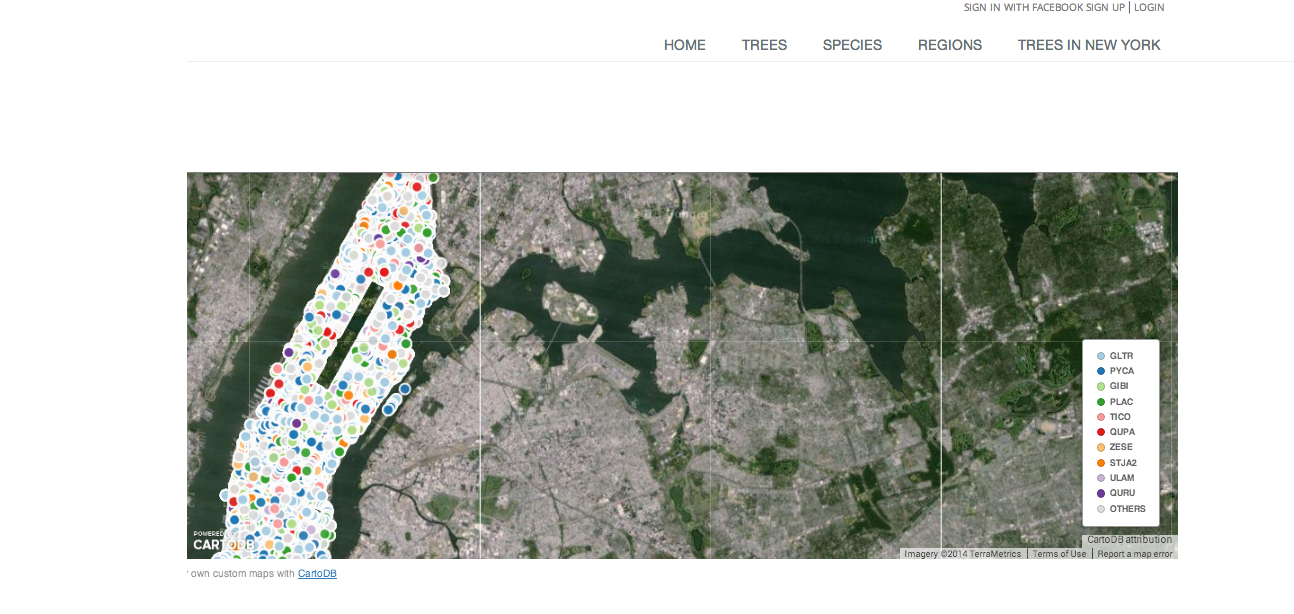 SIGN IN WITH FACEBOOK SIGN UP | LOGIN
HOME TREES SPECIES REGIONS TREES IN NEW YORK
GLTR
PYCA
GIBI
PLAC
TICO
QUPA
ZESE
STJA2
ULAM
QURU
OTHERS
POWERED
CARTODB
CartoDB attribution
Imagery ©2014 TerraMetrics | Terms of Use | Report a map error
own custom maps with CartoDB